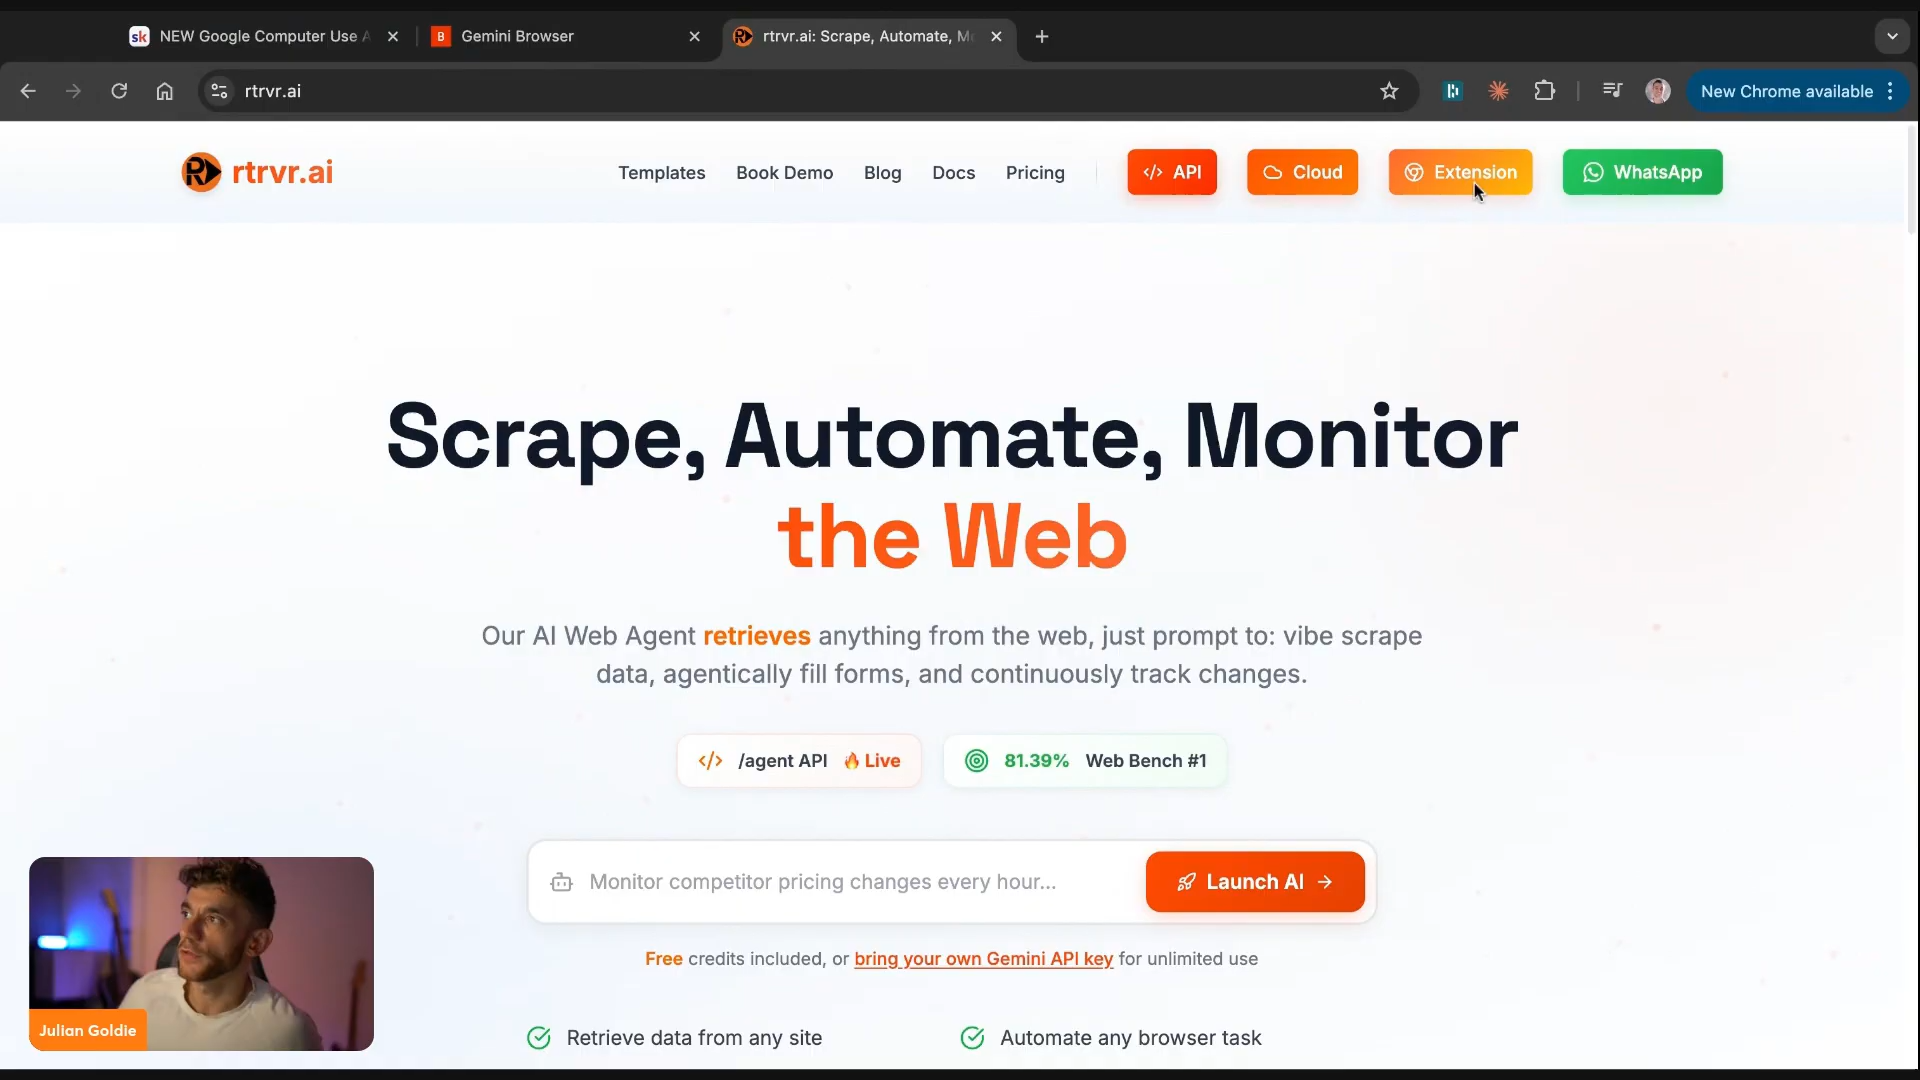 sk NEW Google Computer Use A
B Gemini Browser
rtrvr.ai: Scrape, Automate, Mo
rtrvr.ai
New Chrome available
rtrvr.ai
Templates
Book Demo
Blog
Docs
Pricing
</> API
Cloud
Extension
WhatsApp
Scrape, Automate, Monitor
the Web
Our AI Web Agent retrieves anything from the web, just prompt to: vibe scrape
data, agentically fill forms, and continuously track changes.
</> /agent API 🔥 Live
81.39% Web Bench #1
Monitor competitor pricing changes every hour...
Launch AI →
Free credits included, or bring your own Gemini API key for unlimited use
Retrieve data from any site
Automate any browser task
Julian Goldie